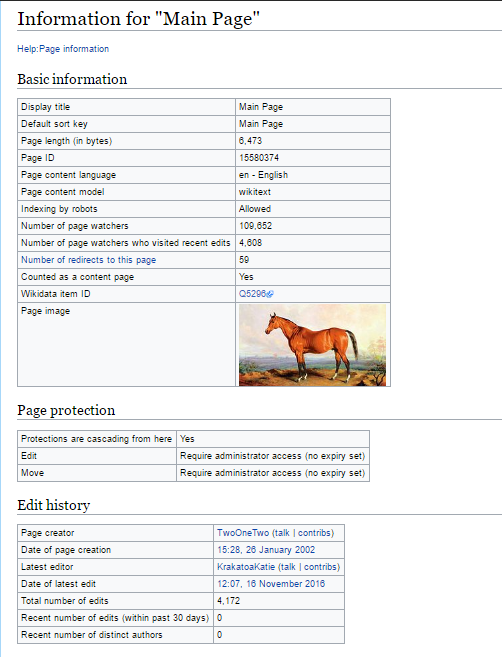 Information for "Main Page"
Help:Page information
Basic information
Display title Main Page
Default sort key Main Page
Page length (in bytes) 6,473
Page ID 15580374
Page content language en - English
Page content model wikitext
Indexing by robots Allowed
Number of page watchers 109,652
Number of page watchers who visited recent edits 4,608
Number of redirects to this page 59
Counted as a content page Yes
Wikidata item ID Q5296
Page image
Page protection
Protections are cascading from here Yes
Edit Require administrator access (no expiry set)
Move Require administrator access (no expiry set)
Edit history
Page creator TwoOneTwo (talk | contribs)
Date of page creation 15:28, 26 January 2002
Latest editor KrakatoaKatie (talk | contribs)
Date of latest edit 12:07, 16 November 2016
Total number of edits 4,172
Recent number of edits (within past 30 days) 0
Recent number of distinct authors 0